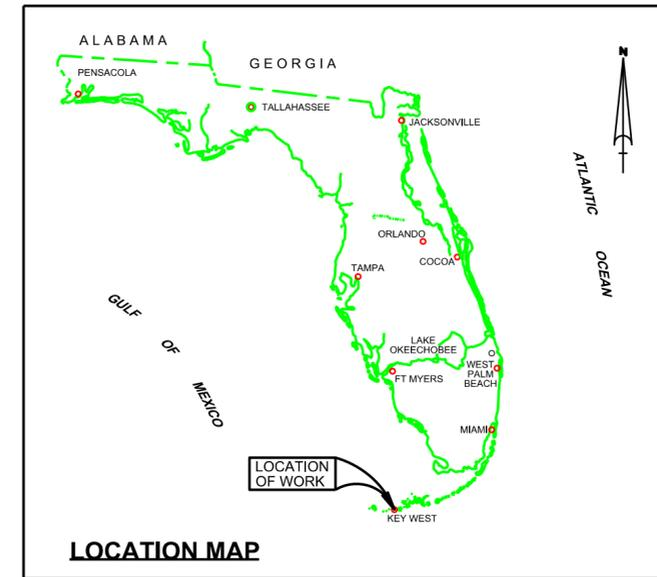 ALABAMA
GEORGIA
PENSACOLA
TALLAHASSEE
JACKSONVILLE
N
ATLANTIC
OCEAN
ORLANDO
COCOA
TAMPA
GULF
OF
MEXICO
LAKE
OKEECHOBEE
WEST
PALM
BEACH
FT MYERS
MIAMI
LOCATION
OF WORK
KEY WEST
LOCATION MAP